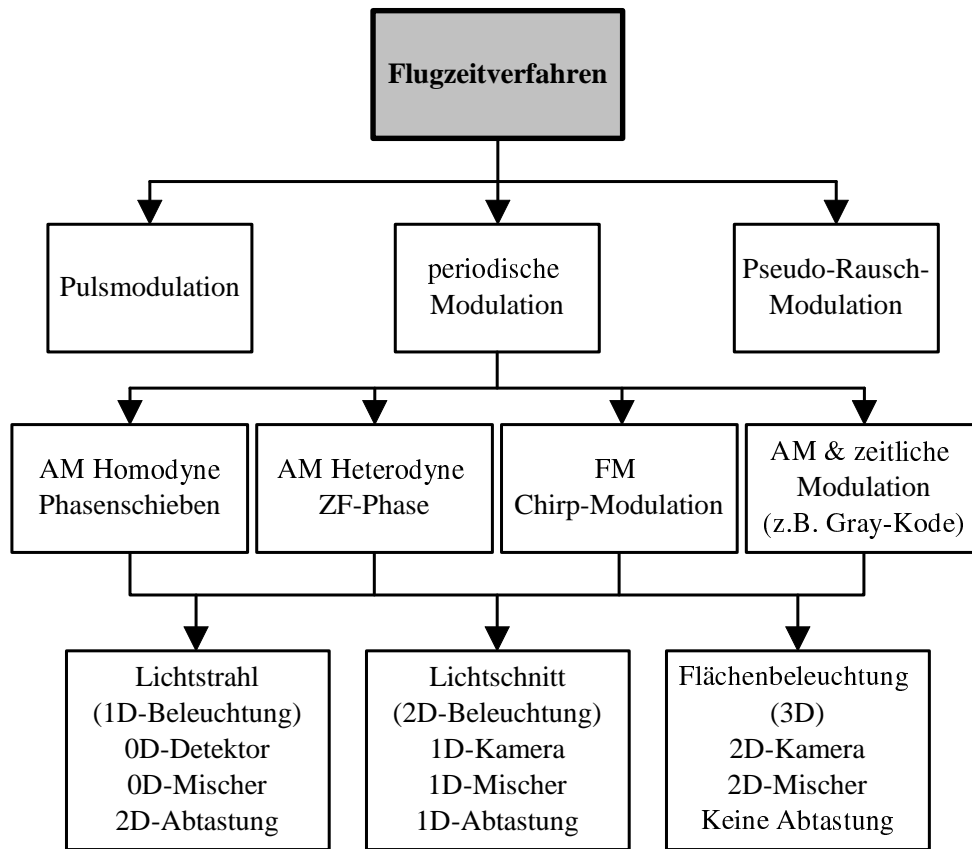 Flugzeitverfahren
Pulsmodulation
periodische
Modulation
Pseudo-Rausch-
Modulation
AM Homodyne
Phasenschieben
AM Heterodyne
ZF-Phase
FM
Chirp-Modulation
AM & zeitliche
Modulation
(z.B. Gray-Kode)
Lichtstrahl
(1D-Beleuchtung)
0D-Detektor
0D-Mischer
2D-Abtastung
Lichtschnitt
(2D-Beleuchtung)
1D-Kamera
1D-Mischer
1D-Abtastung
Flächenbeleuchtung
(3D)
2D-Kamera
2D-Mischer
Keine Abtastung